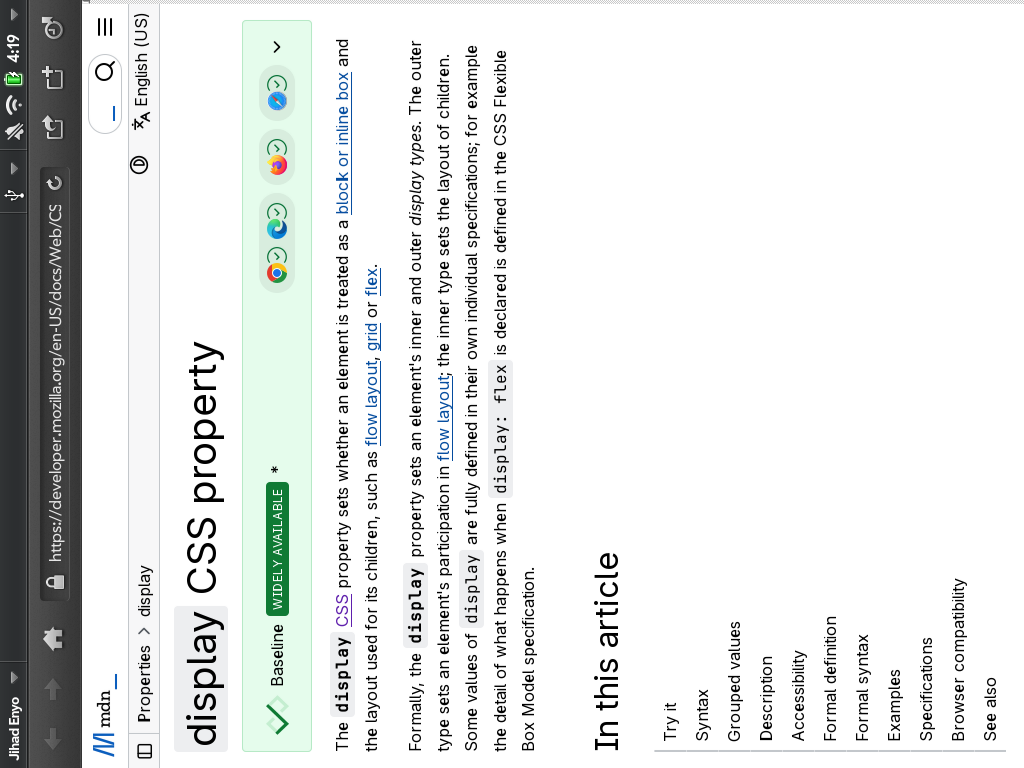 Jihad Enyo
4:19
https://developer.mozilla.org/en-US/docs/Web/CS
mdn_
_
Properties > display
English (US)
display CSS property
Baseline WIDELY AVAILABLE *
The display CSS property sets whether an element is treated as a block or inline box and
the layout used for its children, such as flow layout, grid or flex.
Formally, the display property sets an element's inner and outer display types. The outer
type sets an element's participation in flow layout; the inner type sets the layout of children.
Some values of display are fully defined in their own individual specifications; for example
the detail of what happens when display: flex is declared is defined in the CSS Flexible
Box Model specification.
In this article
Try it
Syntax
Grouped values
Description
Accessibility
Formal definition
Formal syntax
Examples
Specifications
Browser compatibility
See also